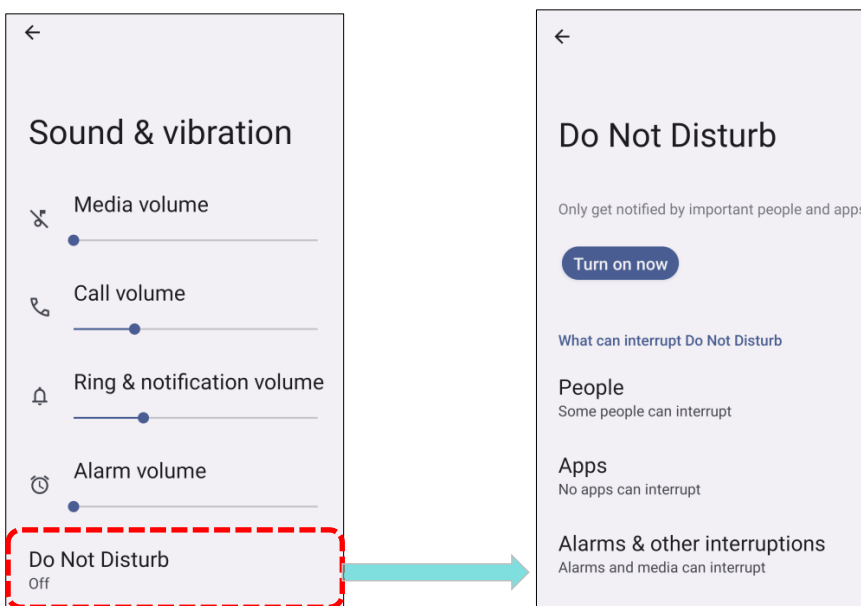 Sound & vibration
Media volume
Call volume
Ring & notification volume
Alarm volume
Do Not Disturb
Off
Do Not Disturb
Only get notified by important people and apps
Turn on now
What can interrupt Do Not Disturb
People
Some people can interrupt
Apps
No apps can interrupt
Alarms & other interruptions
Alarms and media can interrupt